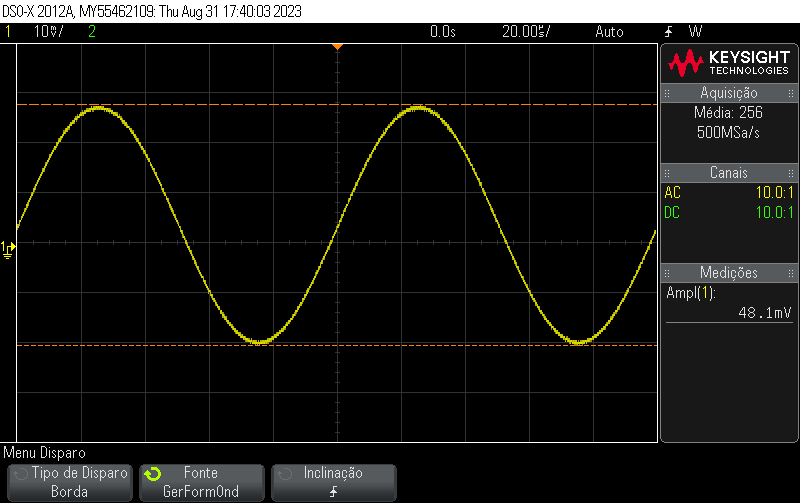 DSO-X 2012A, MY55462109: Thu Aug 31 17:40:03 2023
1 10mV/ 2 0.0s 20.00us/ Auto W
KEYSIGHT
TECHNOLOGIES
Aquisição
Média: 256
500MSa/s
Canais
AC 10.0:1
DC 10.0:1
1
Medições
Ampl(1):
48.1mV
Menu Disparo
Tipo de Disparo
Borda
Fonte
GerFormOnd
Inclinação